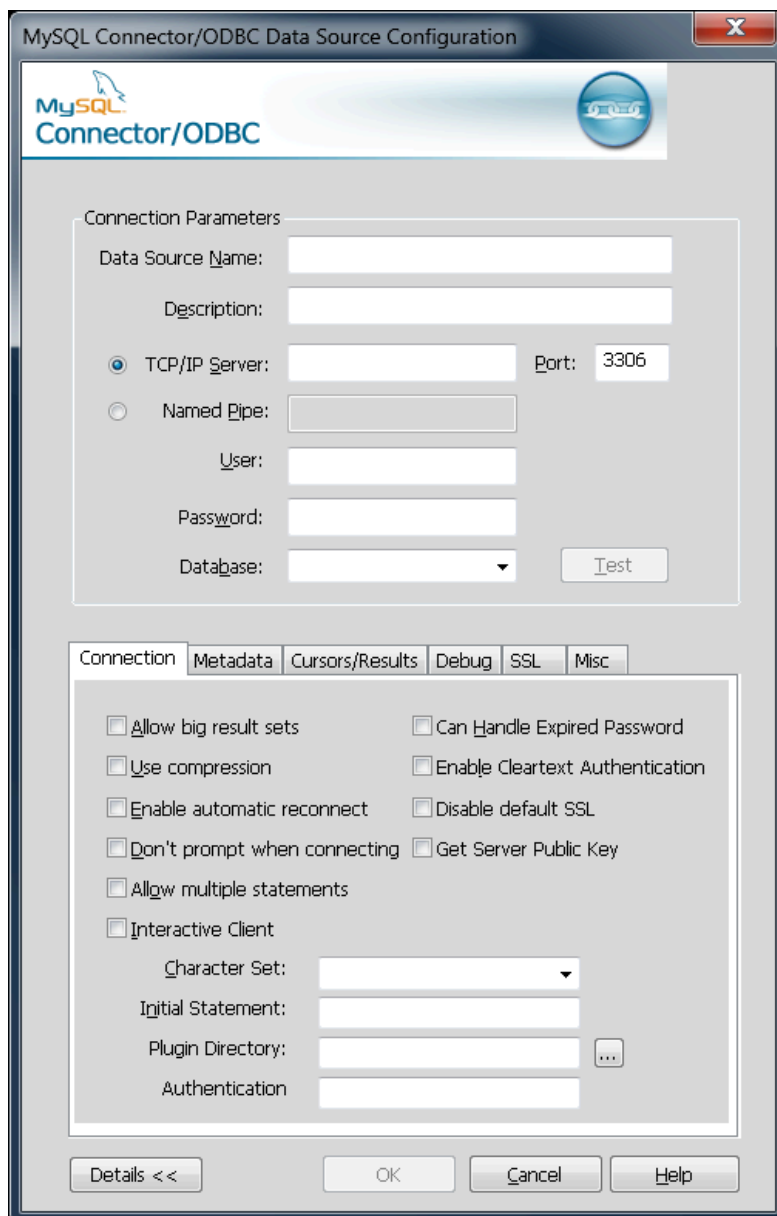 MySQL Connector/ODBC Data Source Configuration
MySQL
Connector/ODBC
Connection Parameters
Data Source Name:
Description:
TCP/IP Server: Port: 3306
Named Pipe:
User:
Password:
Database: Test
Connection Metadata Cursors/Results Debug SSL Misc
Allow big result sets Can Handle Expired Password
Use compression Enable Cleartext Authentication
Enable automatic reconnect Disable default SSL
Don't prompt when connecting Get Server Public Key
Allow multiple statements
Interactive Client
Character Set:
Initial Statement:
Plugin Directory: ...
Authentication
Details << OK Cancel Help